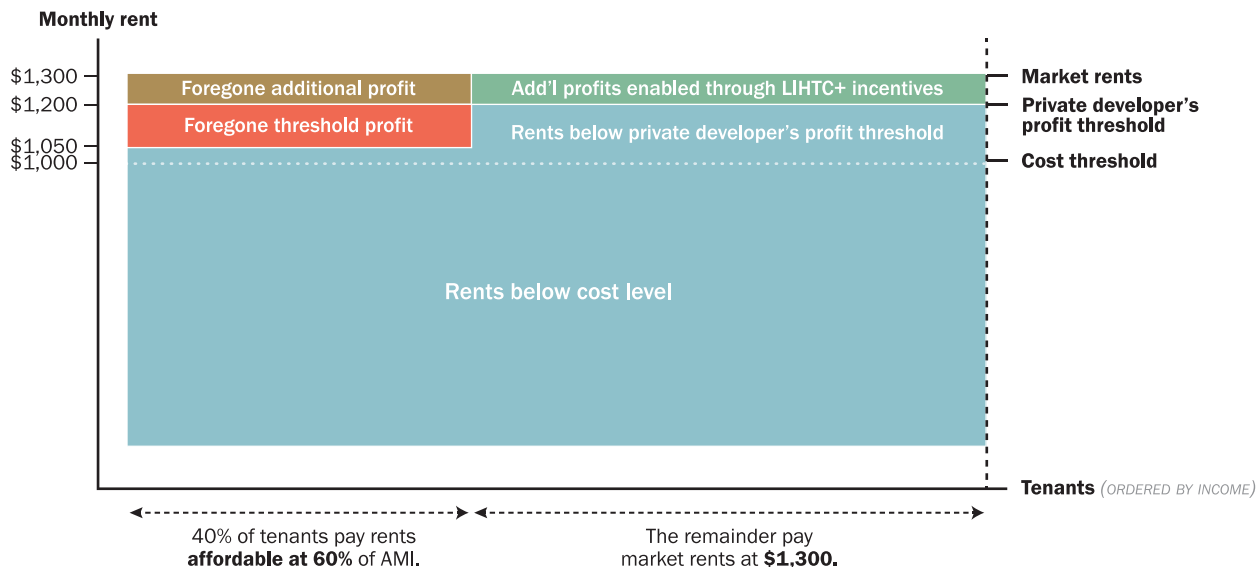 Monthly rent
$1,300
$1,200
$1,050
$1,000
Foregone additional profit
Add'l profits enabled through LIHTC+ incentives
Foregone threshold profit
Rents below private developer's profit threshold
Rents below cost level
Market rents
Private developer's
profit threshold
Cost threshold
Tenants (ORDERED BY INCOME)
40% of tenants pay rents
affordable at 60% of AMI.
The remainder pay
market rents at $1,300.